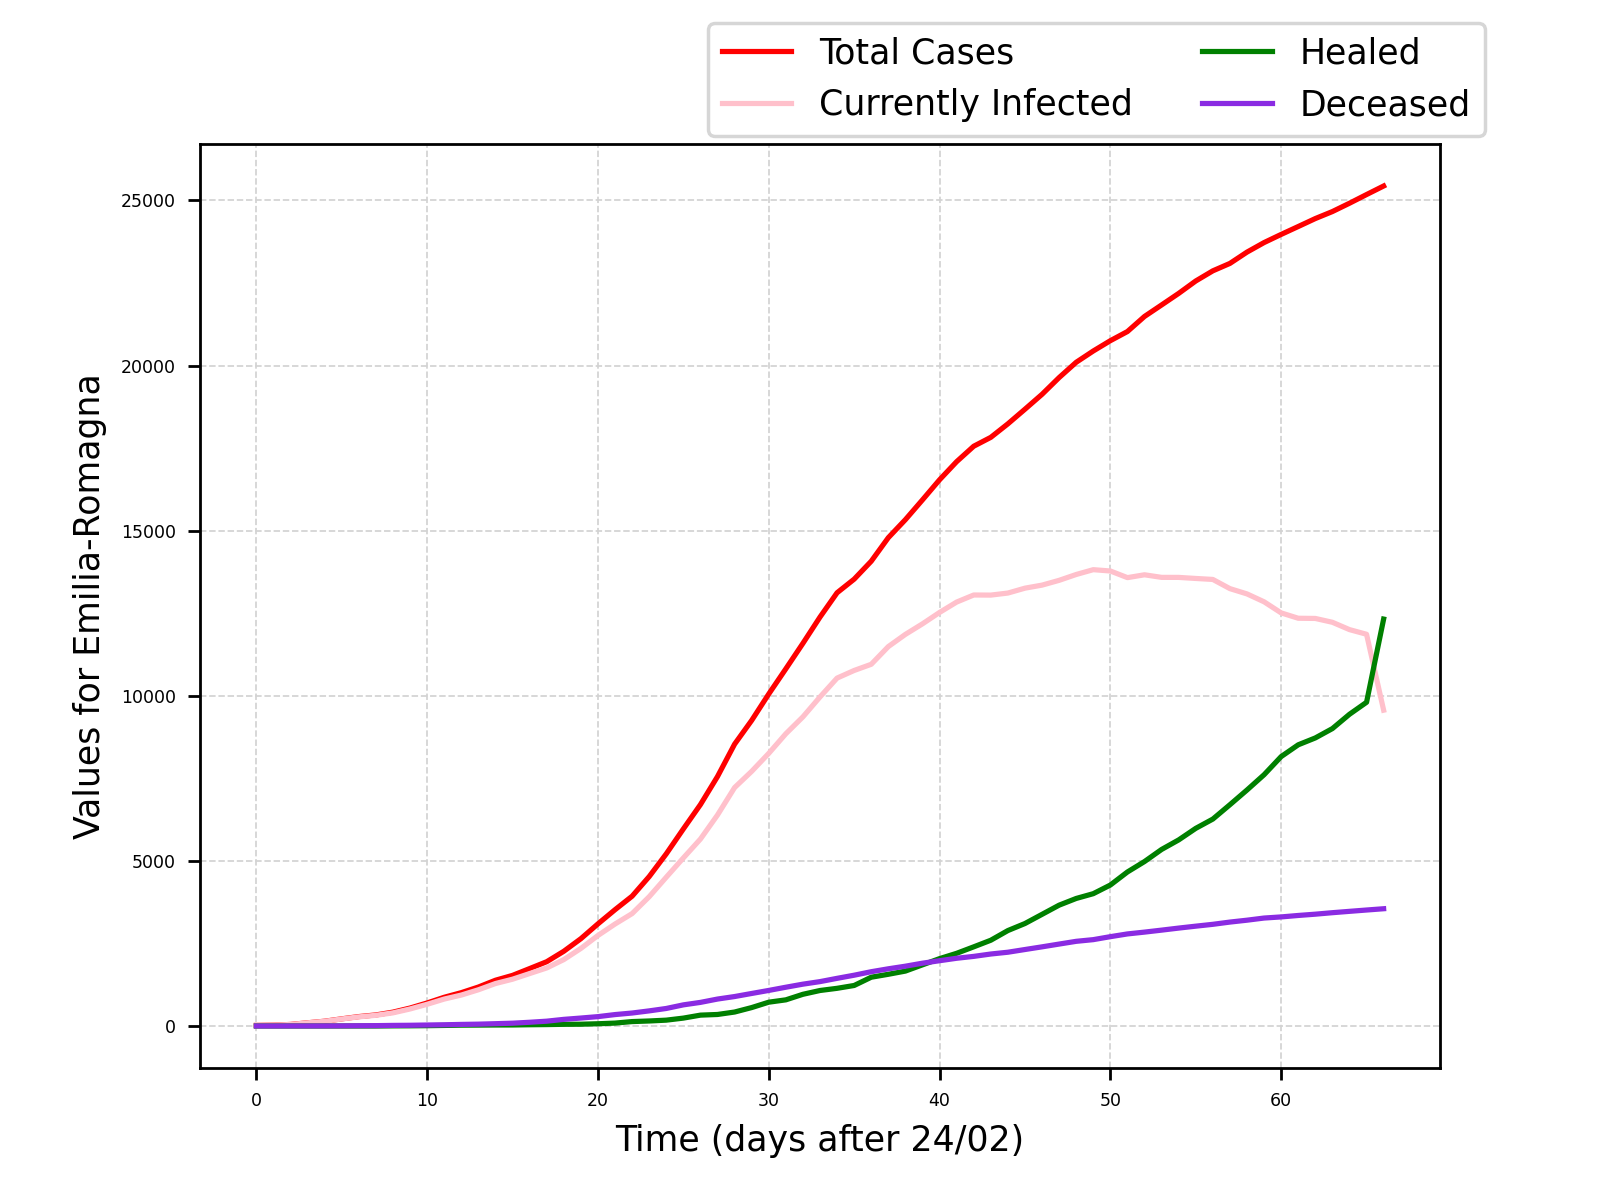 Total Cases
Currently Infected
Healed
Deceased
Values for Emilia-Romagna
25000
20000
15000
10000
5000
0
0 10 20 30 40 50 60
Time (days after 24/02)